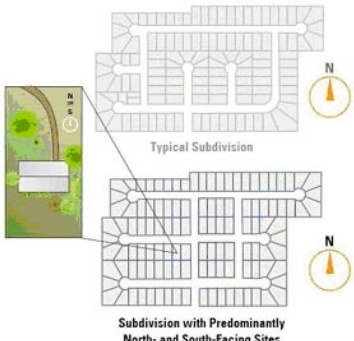 N
N
S
Typical Subdivision
N
Subdivision with Predominantly
North- and South-Facing Sites